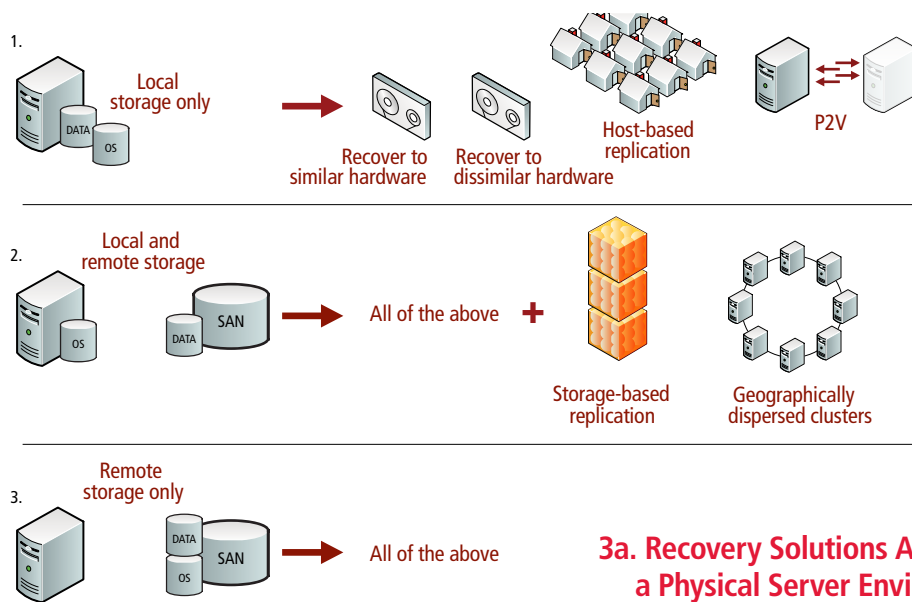 1.
Local
storage only
DATA
OS
Recover to
similar hardware
Recover to
dissimilar hardware
Host-based
replication
P2V
2.
Local and
remote storage
OS
DATA
SAN
All of the above
+
Storage-based
replication
Geographically
dispersed clusters
3.
Remote
storage only
DATA
OS
SAN
All of the above
3a. Recovery Solutions
a Physical Server